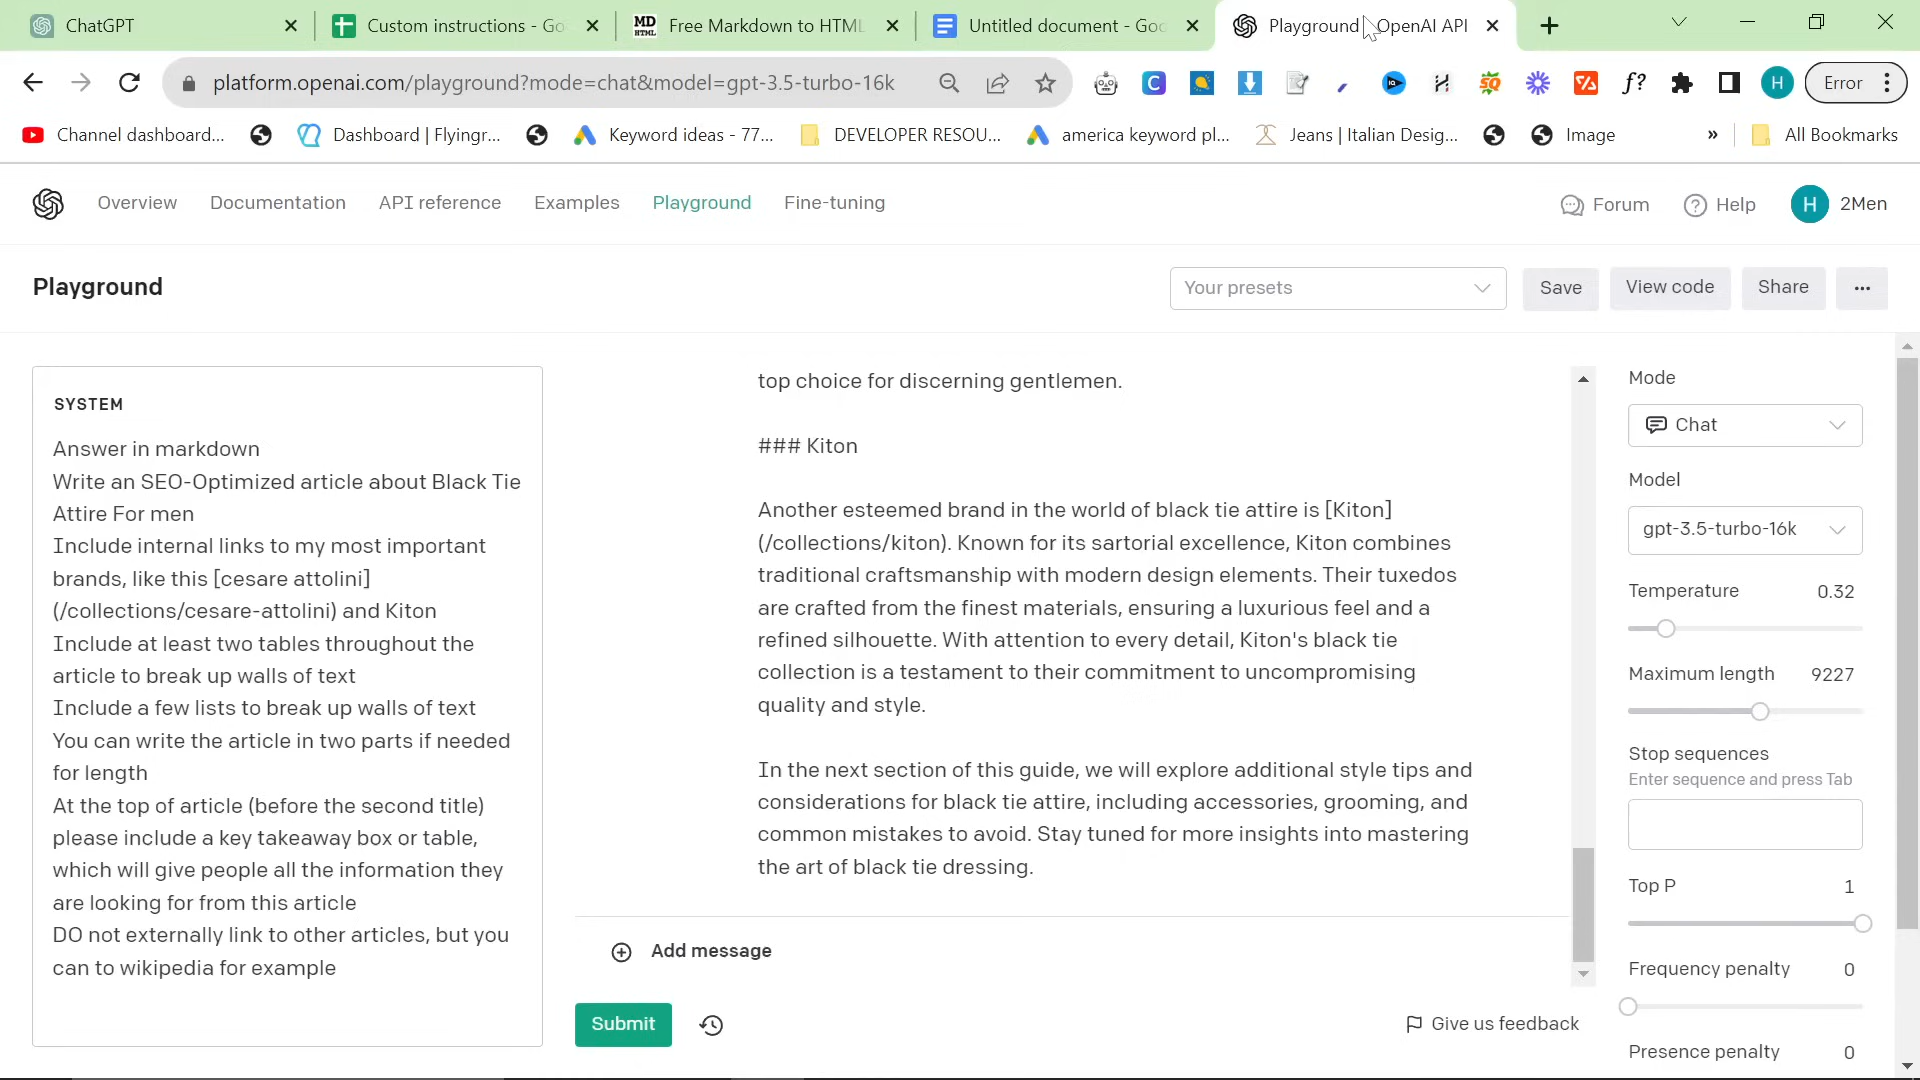 ChatGPT
Custom instructions - Go
MD HTML Free Markdown to HTML
Untitled document - Goo
Playground - OpenAI API
platform.openai.com/playground?mode=chat&model=gpt-3.5-turbo-16k
C
SQ
f?
H
Error
Channel dashboard...
Dashboard | Flyingr...
Keyword ideas - 77...
DEVELOPER RESOU...
america keyword pl...
Jeans | Italian Desig...
Image
»
All Bookmarks
Overview
Documentation
API reference
Examples
Playground
Fine-tuning
Forum
Help
H
2Men
Playground
Your presets
Save
View code
Share
...
SYSTEM
Answer in markdown
Write an SEO-Optimized article about Black Tie
Attire For men
Include internal links to my most important
brands, like this [cesare attolini]
(/collections/cesare-attolini) and Kiton
Include at least two tables throughout the
article to break up walls of text
Include a few lists to break up walls of text
You can write the article in two parts if needed
for length
At the top of article (before the second title)
please include a key takeaway box or table,
which will give people all the information they
are looking for from this article
DO not externally link to other articles, but you
can to wikipedia for example
top choice for discerning gentlemen.
### Kiton
Another esteemed brand in the world of black tie attire is [Kiton]
(/collections/kiton). Known for its sartorial excellence, Kiton combines
traditional craftsmanship with modern design elements. Their tuxedos
are crafted from the finest materials, ensuring a luxurious feel and a
refined silhouette. With attention to every detail, Kiton's black tie
collection is a testament to their commitment to uncompromising
quality and style.
In the next section of this guide, we will explore additional style tips and
considerations for black tie attire, including accessories, grooming, and
common mistakes to avoid. Stay tuned for more insights into mastering
the art of black tie dressing.
Add message
Submit
Give us feedback
Mode
Chat
Model
gpt-3.5-turbo-16k
Temperature 0.32
Maximum length 9227
Stop sequences
Enter sequence and press Tab
Top P 1
Frequency penalty 0
Presence penalty 0